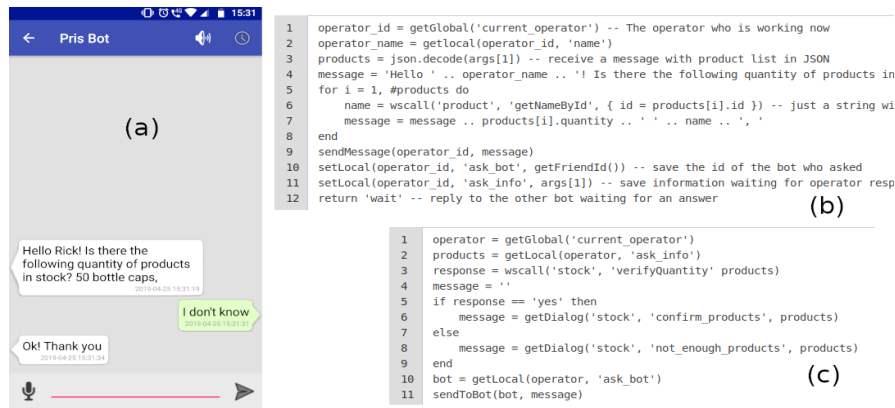 15:31
Pris Bot
(a)
Hello Rick! Is there the
following quantity of products
in stock? 50 bottle caps,
2019-04-25 15:31:19
I don't know
2019-04-25 15:31:31
Ok! Thank you
2019-04-25 15:31:34
1 operator_id = getGlobal('current_operator') -- The operator who is working now
2 operator_name = getlocal(operator_id, 'name')
3 products = json.decode(args[1]) -- receive a message with product list in JSON
4 message = 'Hello ' .. operator_name .. '! Is there the following quantity of products in
5 for i = 1, #products do
6 name = wscall('product', 'getNameById', { id = products[i].id }) -- just a string wi
7 message = message .. products[i].quantity .. ' ' .. name .. ', '
8 end
9 sendMessage(operator_id, message)
10 setLocal(operator_id, 'ask_bot', getFriendId()) -- save the id of the bot who asked
11 setLocal(operator_id, 'ask_info', args[1]) -- save information waiting for operator resp
12 return 'wait' -- reply to the other bot waiting for an answer
(b)
1 operator = getGlobal('current_operator')
2 products = getLocal(operator, 'ask_info')
3 response = wscall('stock', 'verifyQuantity' products)
4 message = ''
5 if response == 'yes' then
6 message = getDialog('stock', 'confirm_products', products)
7 else
8 message = getDialog('stock', 'not_enough_products', products)
9 end
10 bot = getLocal(operator, 'ask_bot')
11 sendToBot(bot, message)
(c)